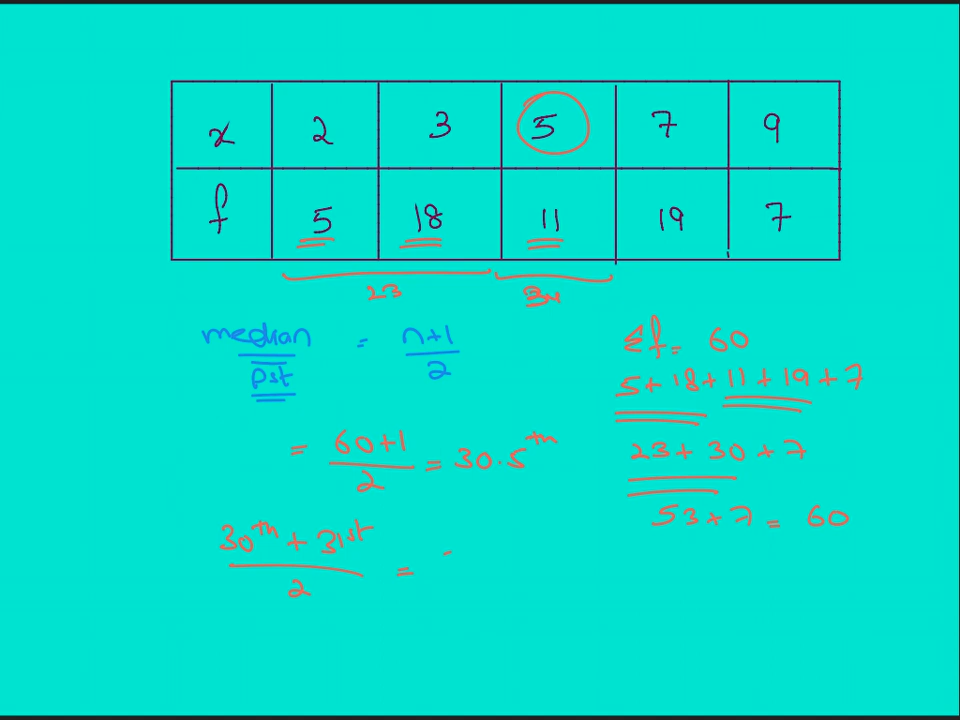 x 2 3 5 7 9
f 5 18 11 19 7
23 34
median = n+1
pst 2
Σf = 60
5+18+11+19+7
= 60+1 = 30.5th
2
23+30+7
53+7 = 60
30th + 31st =
2